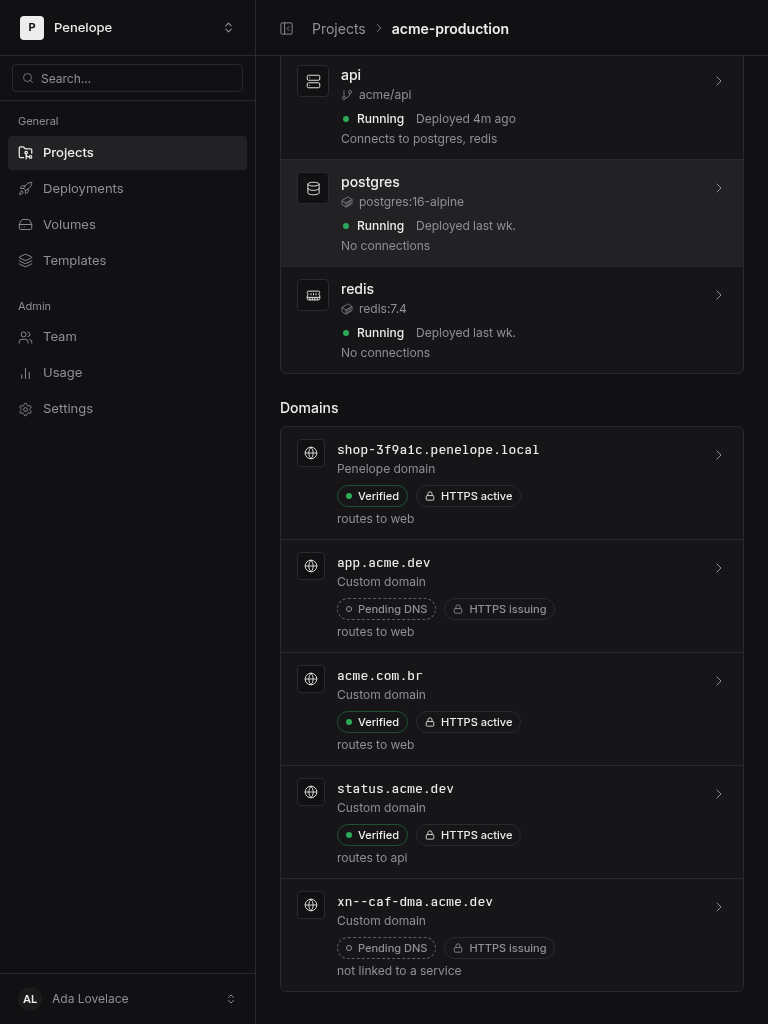 P Penelope
Search...
General
Projects
Deployments
Volumes
Templates
Admin
Team
Usage
Settings
AL Ada Lovelace
Projects > acme-production
api
acme/api
Running Deployed 4m ago
Connects to postgres, redis
postgres
postgres:16-alpine
Running Deployed last wk.
No connections
redis
redis:7.4
Running Deployed last wk.
No connections
Domains
shop-3f9a1c.penelope.local
Penelope domain
Verified HTTPS active
routes to web
app.acme.dev
Custom domain
Pending DNS HTTPS issuing
routes to web
acme.com.br
Custom domain
Verified HTTPS active
routes to web
status.acme.dev
Custom domain
Verified HTTPS active
routes to api
xn--caf-dma.acme.dev
Custom domain
Pending DNS HTTPS issuing
not linked to a service